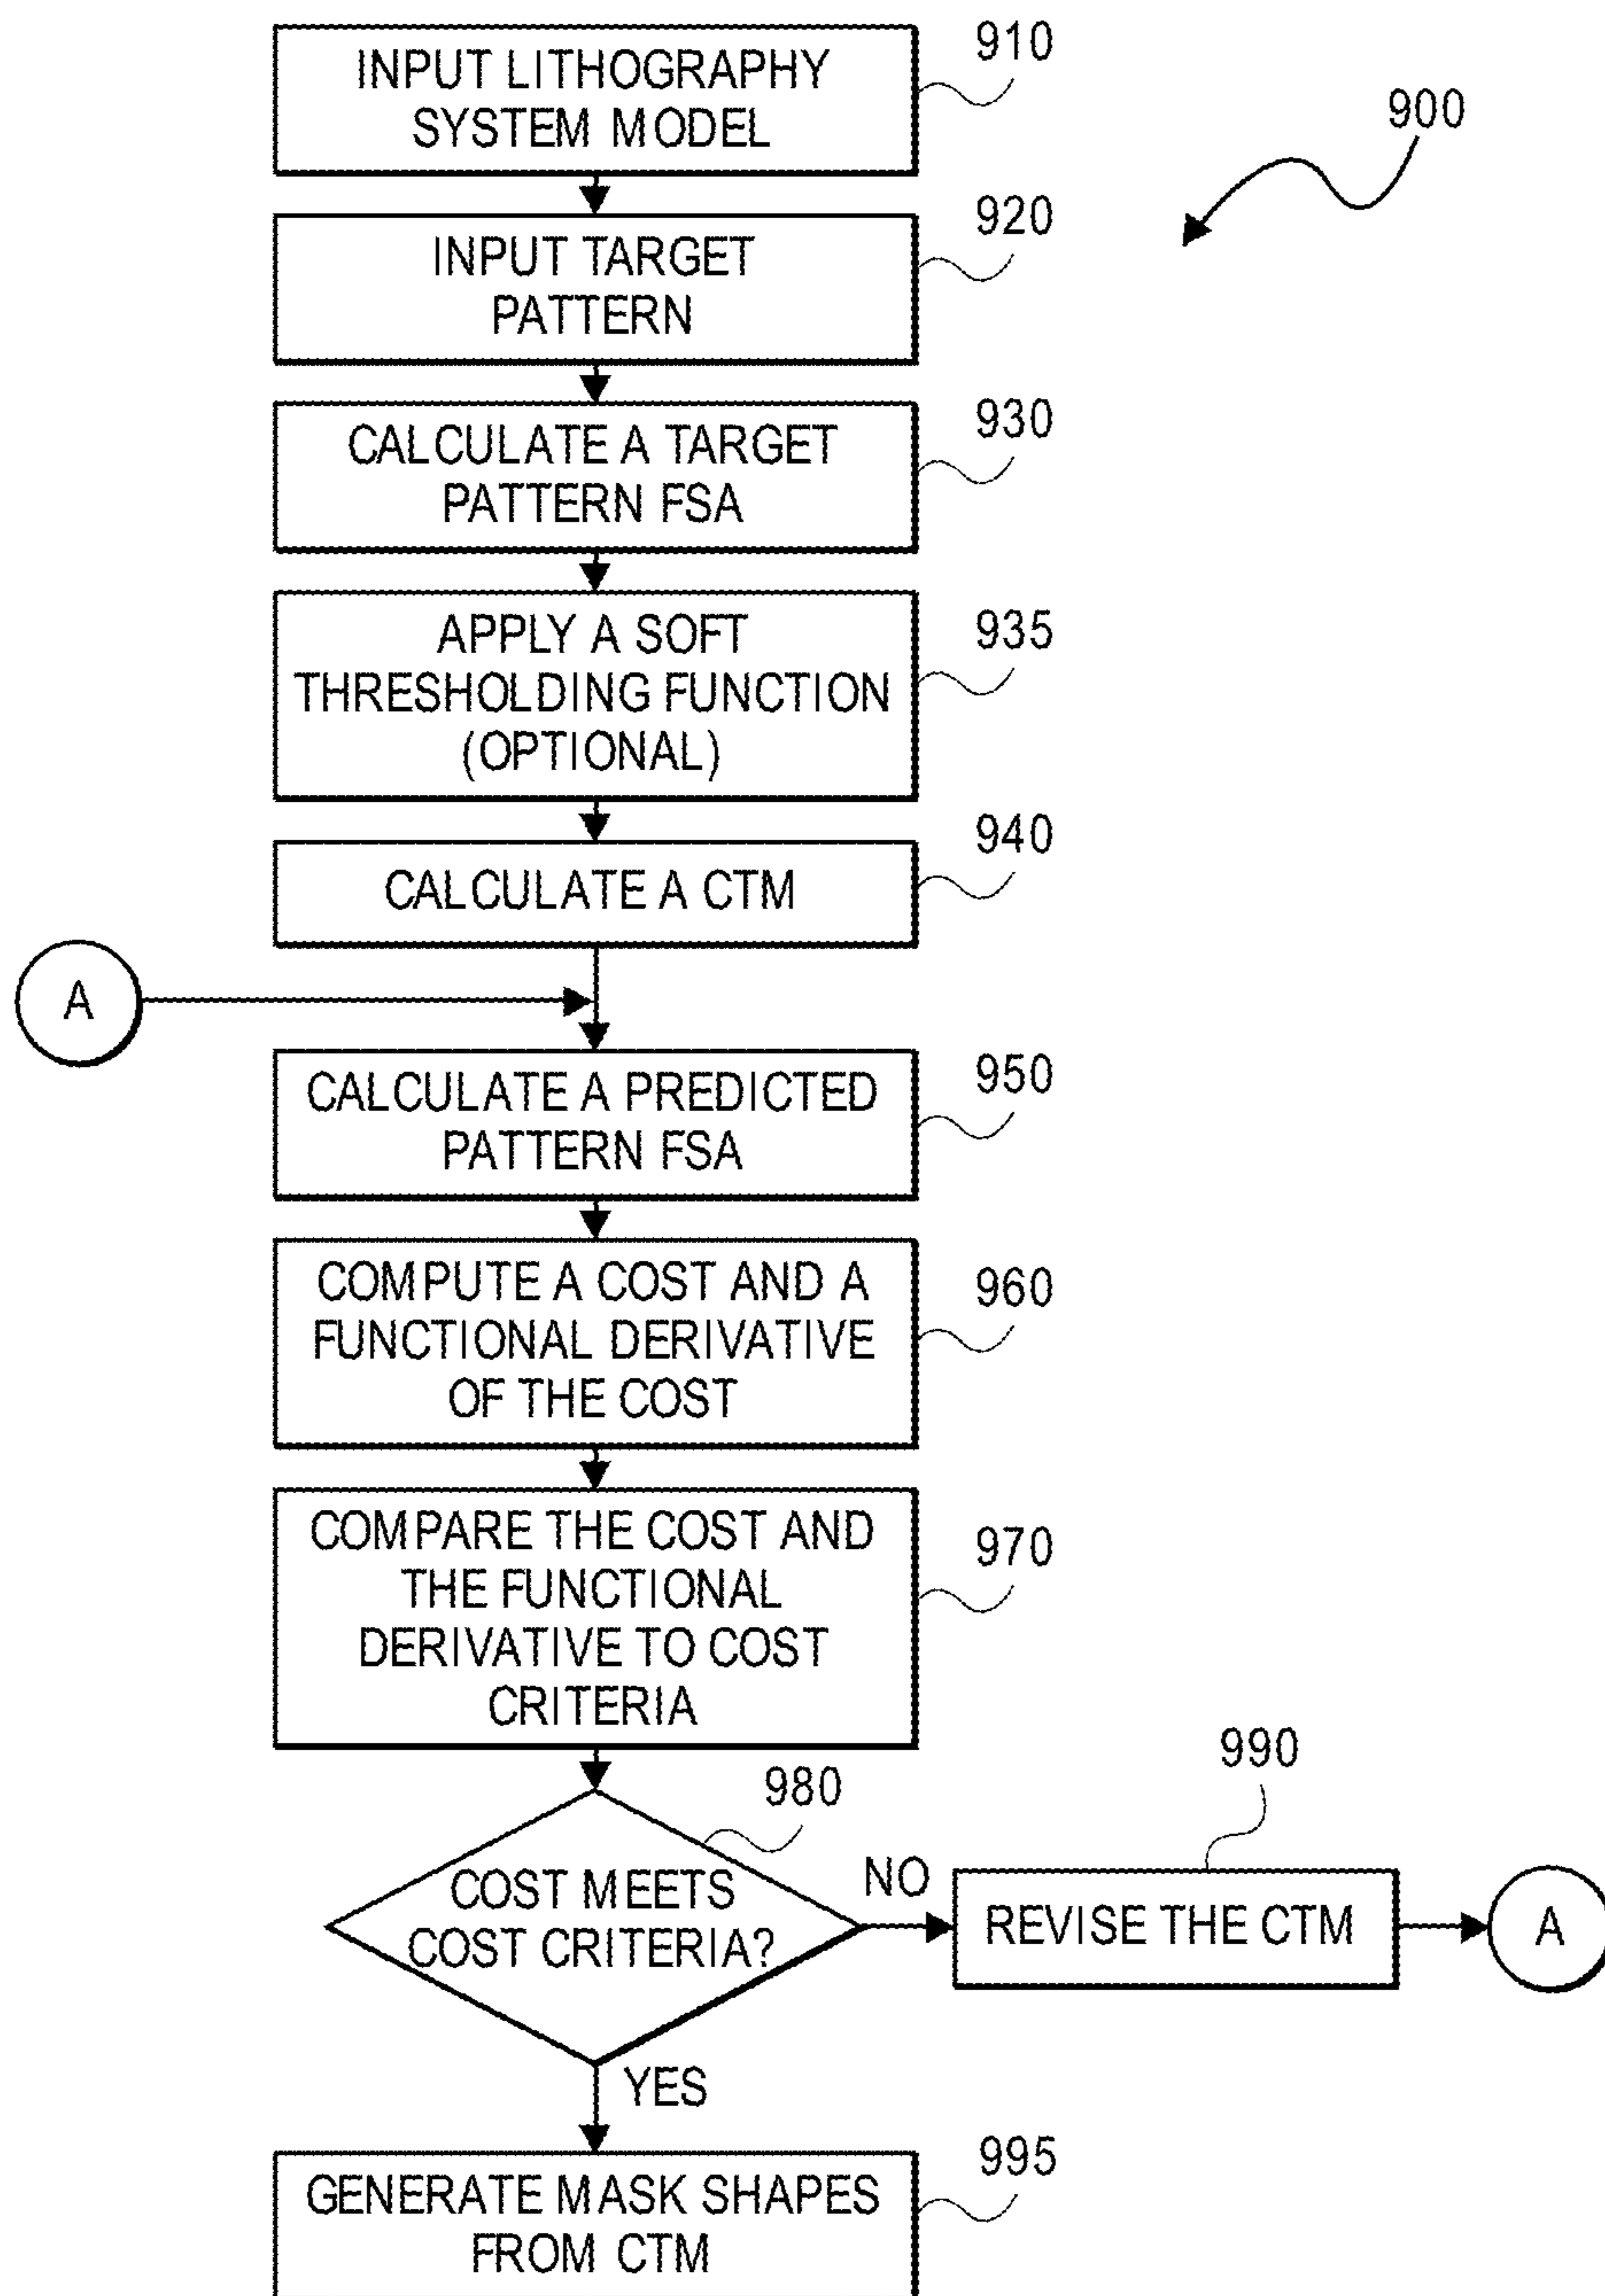 910
INPUT LITHOGRAPHY
SYSTEM MODEL
900
920
INPUT TARGET
PATTERN
930
CALCULATE A TARGET
PATTERN FSA
935
APPLY A SOFT
THRESHOLDING FUNCTION
(OPTIONAL)
940
CALCULATE A CTM
A
950
CALCULATE A PREDICTED
PATTERN FSA
960
COMPUTE A COST AND A
FUNCTIONAL DERIVATIVE
OF THE COST
970
COMPARE THE COST AND
THE FUNCTIONAL
DERIVATIVE TO COST
CRITERIA
980
COST MEETS
COST CRITERIA?
NO
990
REVISE THE CTM
A
YES
995
GENERATE MASK SHAPES
FROM CTM